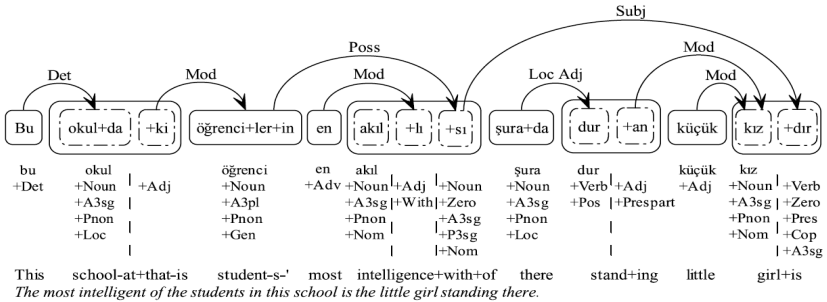 Subj
Poss Mod
Det Mod Mod Loc Adj Mod
Bu okul+da +ki öğrenci+ler+in en akıl +lı +sı şura+da dur +an küçük kız +dır
bu okul öğrenci en akıl şura dur küçük kız
+Det +Noun +Adj +Noun +Adv +Noun +Adj +Noun +Noun +Verb +Adj +Adj +Noun +Verb
+A3sg +A3pl +A3sg +With +Zero +A3sg +Pos +Prespart +A3sg +Zero
+Pnon +Pnon +Pnon +A3sg +Pnon +Pnon +Pres
+Loc +Gen +Nom +P3sg +Loc +Nom +Cop
+Nom +A3sg
This school-at+that-is student-s-' most intelligence+with+of there stand+ing little girl+is
The most intelligent of the students in this school is the little girl standing there.